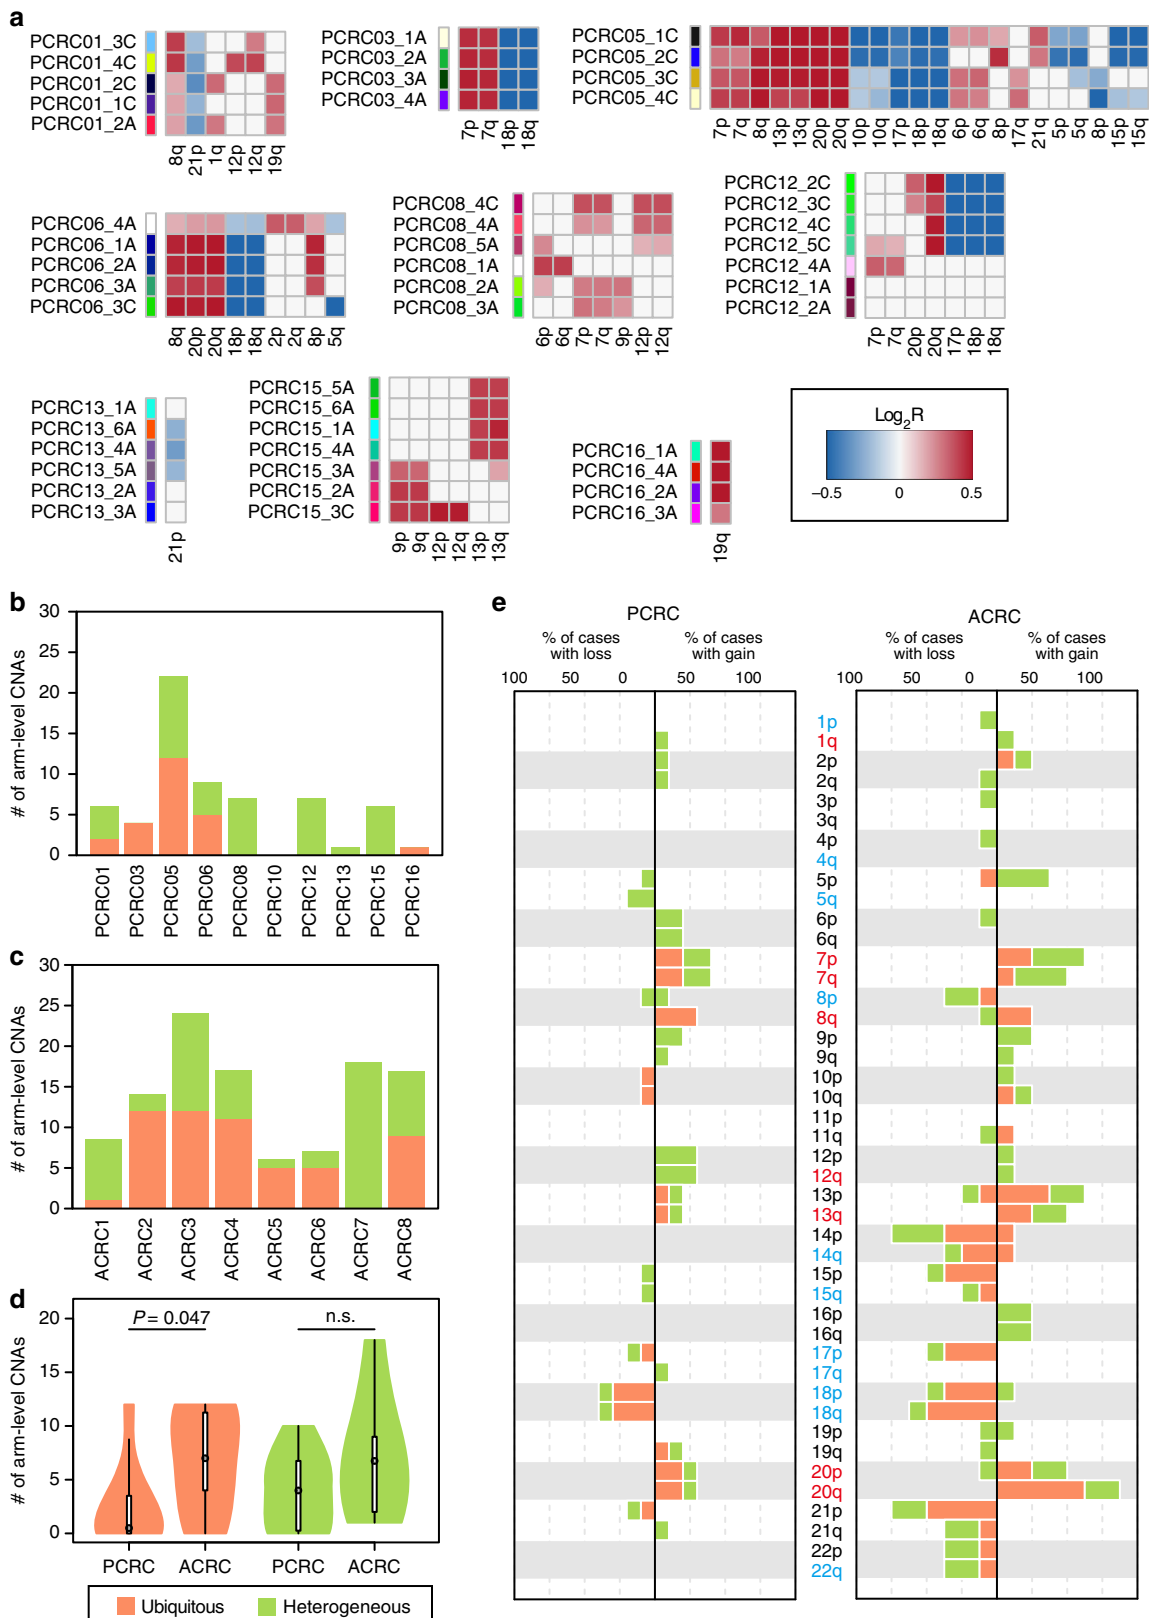 a
PCRC01_3C
PCRC01_4C
PCRC01_2C
PCRC01_1C
PCRC01_2A
8q 21p 1q 12p 12q 19q
PCRC03_1A
PCRC03_2A
PCRC03_3A
PCRC03_4A
7p 7q 18p 18q
PCRC05_1C
PCRC05_2C
PCRC05_3C
PCRC05_4C
7p 7q 8q 13p 13q 20p 20q 10p 10q 17p 18p 18q 6p 6q 8p 17q 21q 5p 5q 8p 15p 15q
PCRC06_4A
PCRC06_1A
PCRC06_2A
PCRC06_3A
PCRC06_3C
8q 20p 20q 18p 18q 2p 2q 8p 5q
PCRC08_4C
PCRC08_4A
PCRC08_5A
PCRC08_1A
PCRC08_2A
PCRC08_3A
6p 6q 7p 7q 9p 12p 12q
PCRC12_2C
PCRC12_3C
PCRC12_4C
PCRC12_5C
PCRC12_4A
PCRC12_1A
PCRC12_2A
7p 7q 20p 20q 17p 18p 18q
PCRC13_1A
PCRC13_6A
PCRC13_4A
PCRC13_5A
PCRC13_2A
PCRC13_3A
21p
PCRC15_5A
PCRC15_6A
PCRC15_1A
PCRC15_4A
PCRC15_3A
PCRC15_2A
PCRC15_3C
9p 9q 12p 12q 13p 13q
PCRC16_1A
PCRC16_4A
PCRC16_2A
PCRC16_3A
19q
Log2R
−0.5 0 0.5
b
# of arm-level CNAs
30
25
20
15
10
5
0
PCRC01 PCRC03 PCRC05 PCRC06 PCRC08 PCRC10 PCRC12 PCRC13 PCRC15 PCRC16
c
# of arm-level CNAs
30
25
20
15
10
5
0
ACRC1 ACRC2 ACRC3 ACRC4 ACRC5 ACRC6 ACRC7 ACRC8
d
# of arm-level CNAs
20
15
10
5
0
P = 0.047
n.s.
PCRC ACRC PCRC ACRC
Ubiquitous Heterogeneous
e
PCRC
% of cases
with loss
% of cases
with gain
100 50 0 50 100
ACRC
% of cases
with loss
% of cases
with gain
100 50 0 50 100
1p
1q
2p
2q
3p
3q
4p
4q
5p
5q
6p
6q
7p
7q
8p
8q
9p
9q
10p
10q
11p
11q
12p
12q
13p
13q
14p
14q
15p
15q
16p
16q
17p
17q
18p
18q
19p
19q
20p
20q
21p
21q
22p
22q